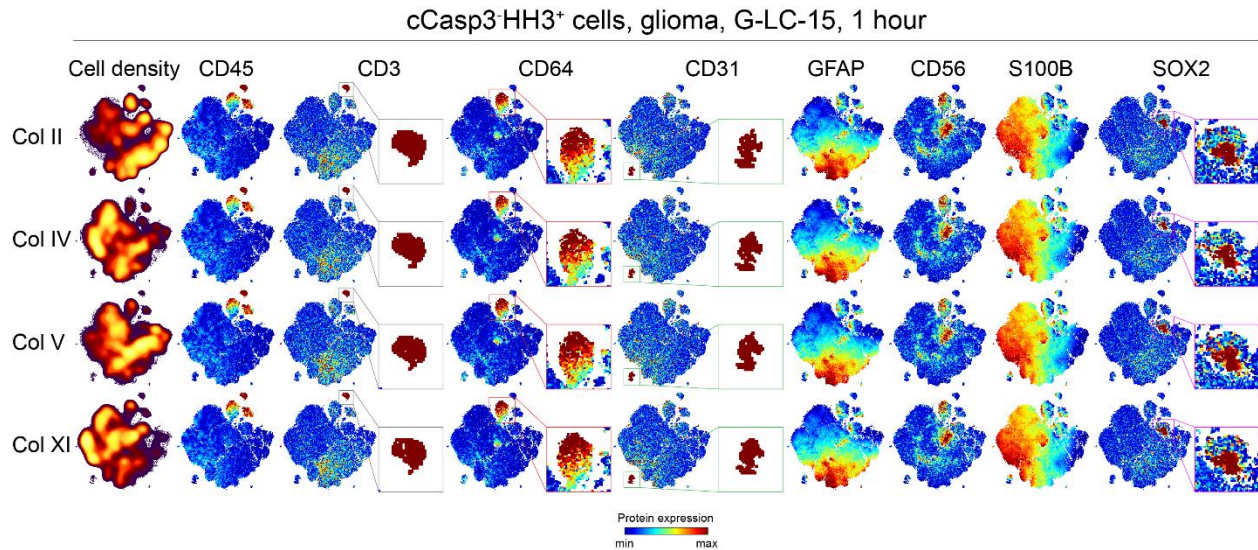 cCasp3⁻HH3⁺ cells, glioma, G-LC-15, 1 hour
Cell density CD45 CD3 CD64 CD31 GFAP CD56 S100B SOX2
Col II
Col IV
Col V
Col XI
Protein expression
min max